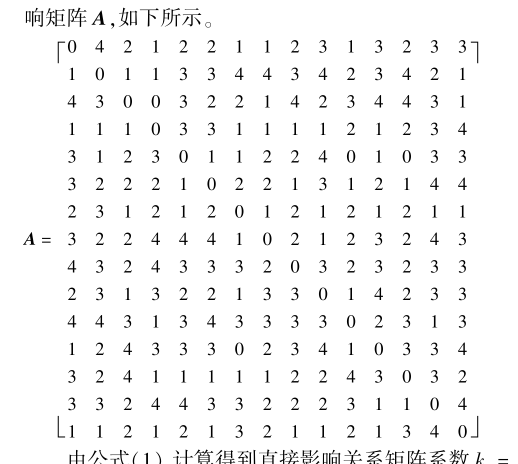 响矩阵 A,如下所示。
0 4 2 1 2 2 1 1 2 3 1 3 2 3 3
1 0 1 1 3 3 4 4 3 4 2 3 4 2 1
4 3 0 0 3 2 2 1 4 2 3 4 4 3 1
1 1 1 0 3 3 1 1 1 1 2 1 2 3 4
3 1 2 3 0 1 1 2 2 4 0 1 0 3 3
3 2 2 2 1 0 2 2 1 3 1 2 1 4 4
2 3 1 2 1 2 0 1 2 1 2 1 2 1 1
A = 3 2 2 4 4 4 1 0 2 1 2 3 2 4 3
4 3 2 4 3 3 3 2 0 3 2 3 2 3 3
2 3 1 3 2 2 1 3 3 0 1 4 2 3 3
4 4 3 1 3 4 3 3 3 3 0 2 3 1 3
1 2 4 3 3 3 0 2 3 4 1 0 3 3 4
3 2 4 1 1 1 1 1 2 2 4 3 0 3 2
3 3 2 4 4 3 3 2 2 2 3 1 1 0 4
1 1 2 1 2 1 3 2 1 1 2 1 3 4 0
由公式(1)计算得到直接影响关系矩阵系数 k =